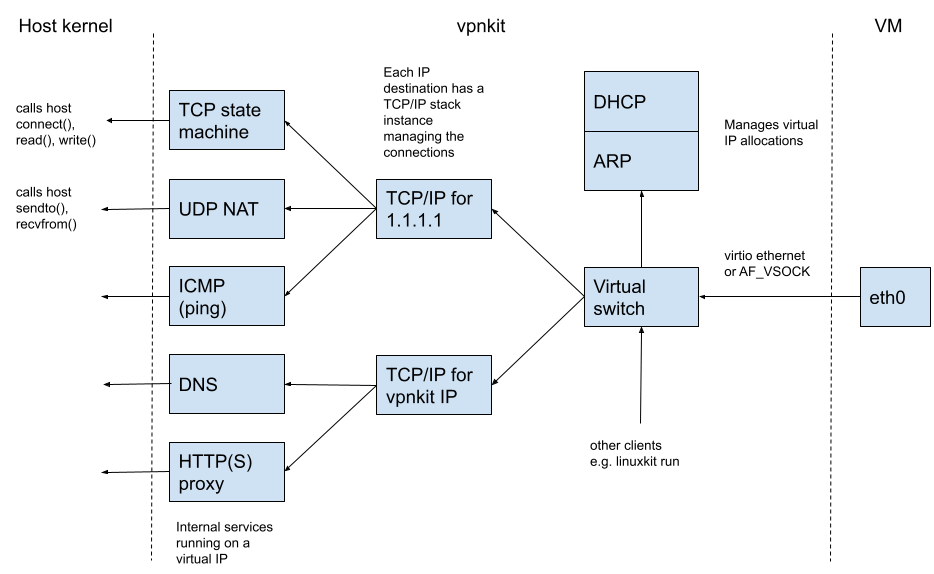 Host kernel
vpnkit
VM
Each IP
destination has a
TCP/IP stack
instance
managing the
connections
calls host
connect(),
read(), write()
TCP state
machine
DHCP
ARP
Manages virtual
IP allocations
calls host
sendto(),
recvfrom()
UDP NAT
TCP/IP for
1.1.1.1
virtio ethernet
or AF_VSOCK
ICMP
(ping)
Virtual
switch
eth0
DNS
TCP/IP for
vpnkit IP
other clients
e.g. linuxkit run
HTTP(S)
proxy
Internal services
running on a
virtual IP